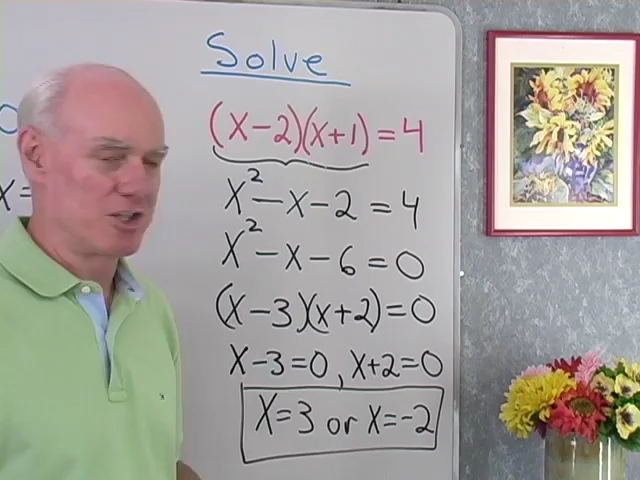 Solve
(x-2)(x+1)=4
x²-x-2=4
x²-x-6=0
(x-3)(x+2)=0
x-3=0, x+2=0
x=3 or x=-2
x=